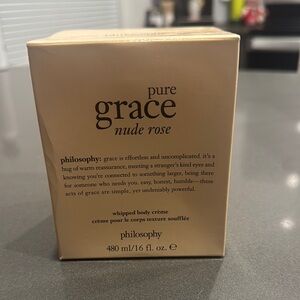 pure
grace
nude rose
philosophy: grace is effortless and uncomplicated. it's a
hug of warm reassurance, meeting a stranger's kind eyes and
knowing you're connected to something larger, being there
for someone who needs you. easy, honest, humble— these
acts of grace are simple, yet undeniably powerful.
whipped body crème
crème pour le corps texture soufflée
philosophy
480 ml/16 fl. oz. ℮